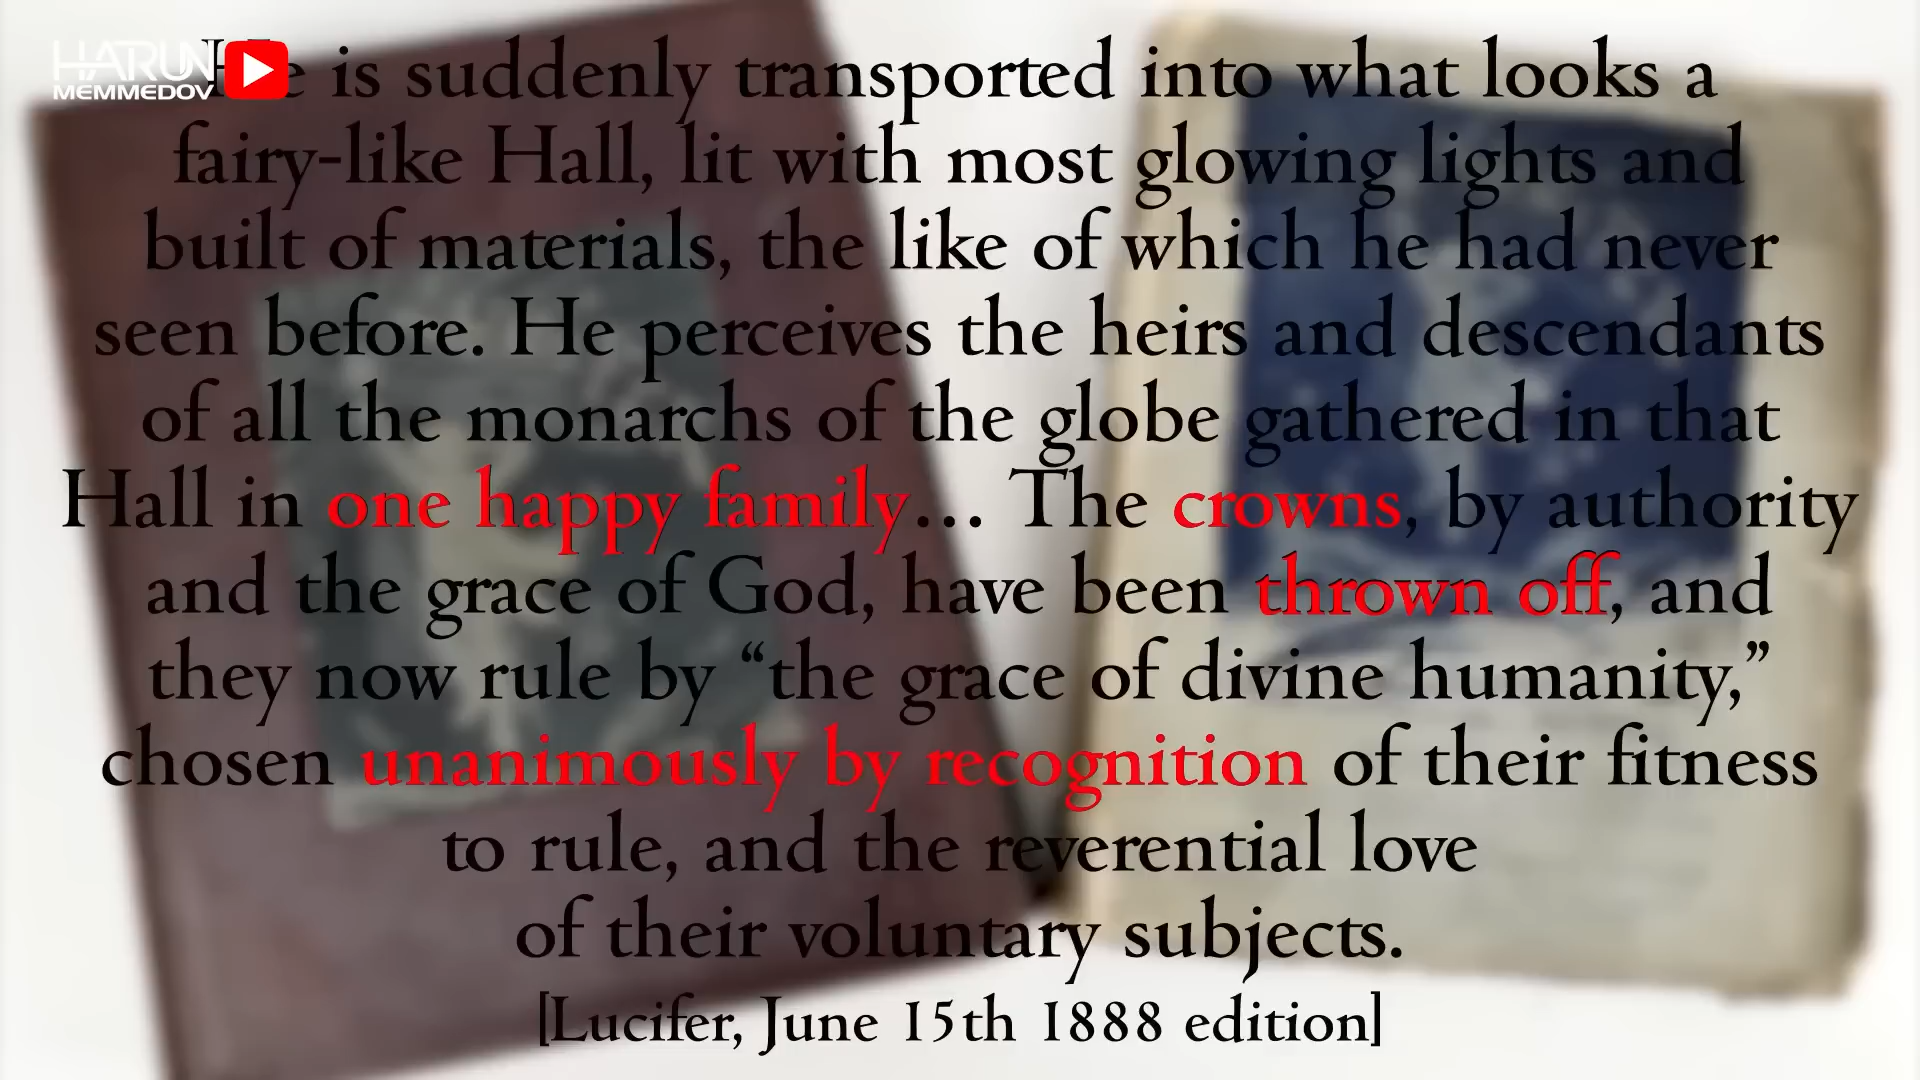 HARUN
MEMMEDOV
He is suddenly transported into what looks a
fairy-like Hall, lit with most glowing lights and
built of materials, the like of which he had never
seen before. He perceives the heirs and descendants
of all the monarchs of the globe gathered in that
Hall in one happy family... The crowns, by authority
and the grace of God, have been thrown off, and
they now rule by “the grace of divine humanity,”
chosen unanimously by recognition of their fitness
to rule, and the reverential love
of their voluntary subjects.
[Lucifer, June 15th 1888 edition]